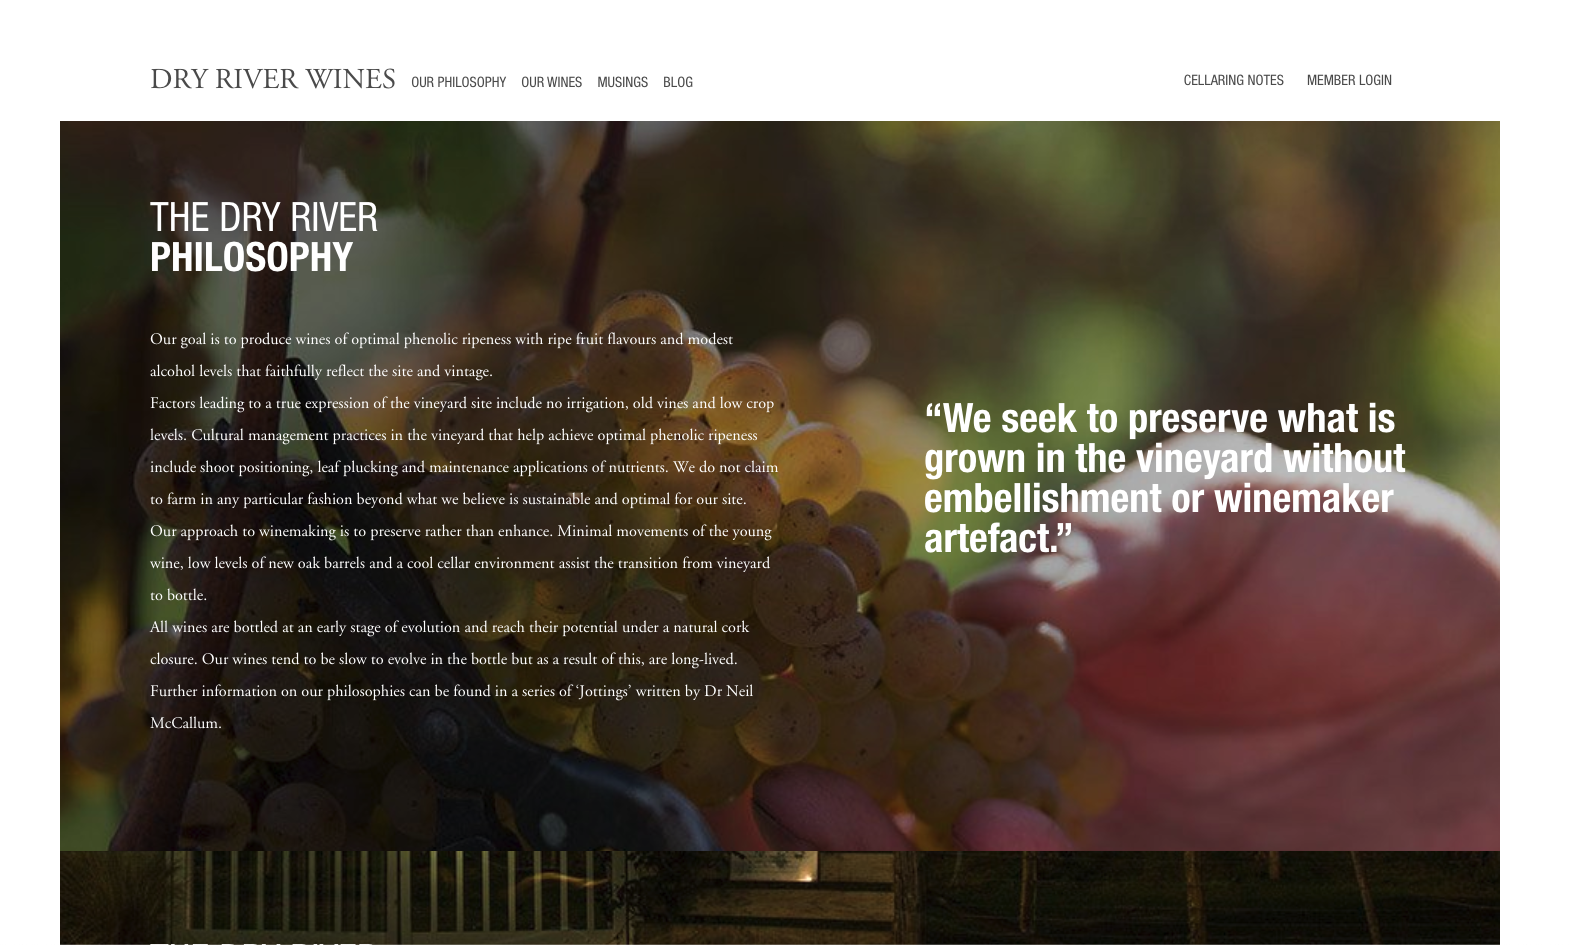 DRY RIVER WINES OUR PHILOSOPHY OUR WINES MUSINGS BLOG CELLARING NOTES MEMBER LOGIN
THE DRY RIVER
PHILOSOPHY
Our goal is to produce wines of optimal phenolic ripeness with ripe fruit flavours and modest
alcohol levels that faithfully reflect the site and vintage.
Factors leading to a true expression of the vineyard site include no irrigation, old vines and low crop
levels. Cultural management practices in the vineyard that help achieve optimal phenolic ripeness
include shoot positioning, leaf plucking and maintenance applications of nutrients. We do not claim
to farm in any particular fashion beyond what we believe is sustainable and optimal for our site.
Our approach to winemaking is to preserve rather than enhance. Minimal movements of the young
wine, low levels of new oak barrels and a cool cellar environment assist the transition from vineyard
to bottle.
All wines are bottled at an early stage of evolution and reach their potential under a natural cork
closure. Our wines tend to be slow to evolve in the bottle but as a result of this, are long-lived.
Further information on our philosophies can be found in a series of ‘Jottings’ written by Dr Neil
McCallum.
“We seek to preserve what is
grown in the vineyard without
embellishment or winemaker
artefact.”